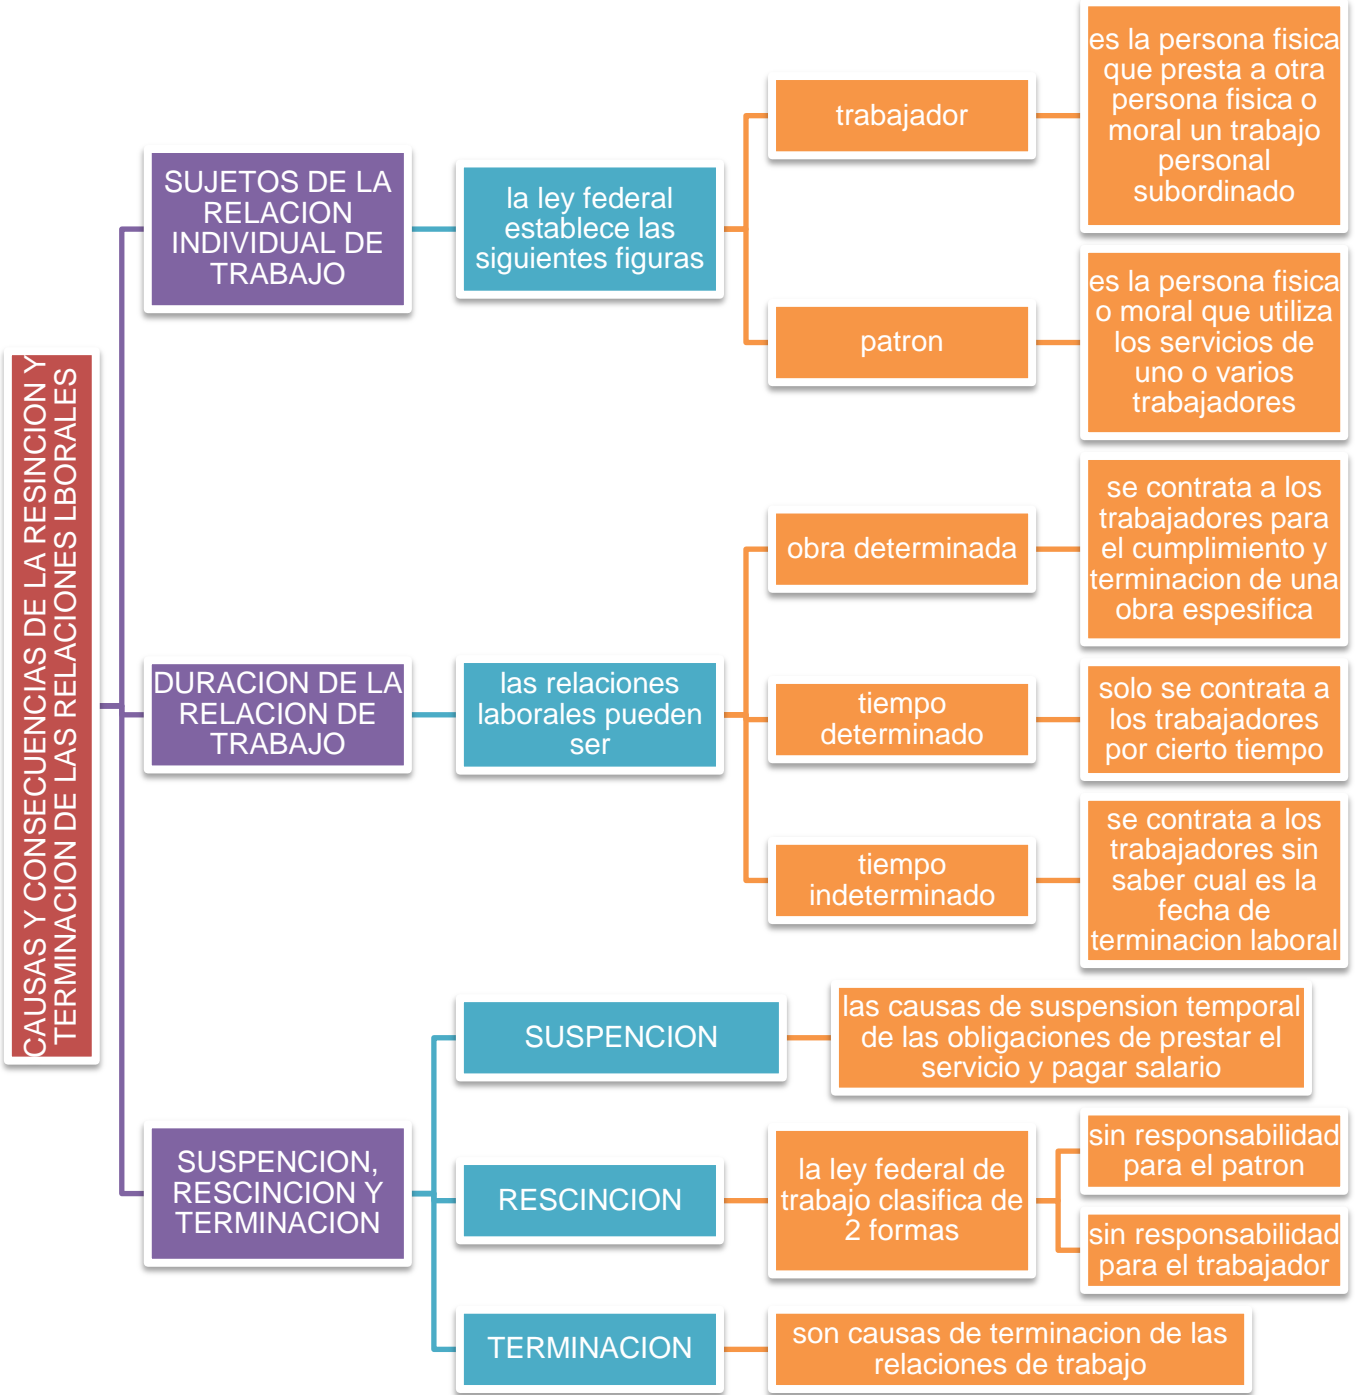 CAUSAS Y CONSECUENCIAS DE LA RESINCION Y
TERMINACION DE LAS RELACIONES LBORALES
SUJETOS DE LA
RELACION
INDIVIDUAL DE
TRABAJO
la ley federal
establece las
siguientes figuras
trabajador
es la persona fisica
que presta a otra
persona fisica o
moral un trabajo
personal
subordinado
patron
es la persona fisica
o moral que utiliza
los servicios de
uno o varios
trabajadores
DURACION DE LA
RELACION DE
TRABAJO
las relaciones
laborales pueden
ser
obra determinada
se contrata a los
trabajadores para
el cumplimiento y
terminacion de una
obra espesifica
tiempo
determinado
solo se contrata a
los trabajadores
por cierto tiempo
tiempo
indeterminado
se contrata a los
trabajadores sin
saber cual es la
fecha de
terminacion laboral
SUSPENCION,
RESCINCION Y
TERMINACION
SUSPENCION
las causas de suspension temporal
de las obligaciones de prestar el
servicio y pagar salario
RESCINCION
la ley federal de
trabajo clasifica de
2 formas
sin responsabilidad
para el patron
sin responsabilidad
para el trabajador
TERMINACION
son causas de terminacion de las
relaciones de trabajo